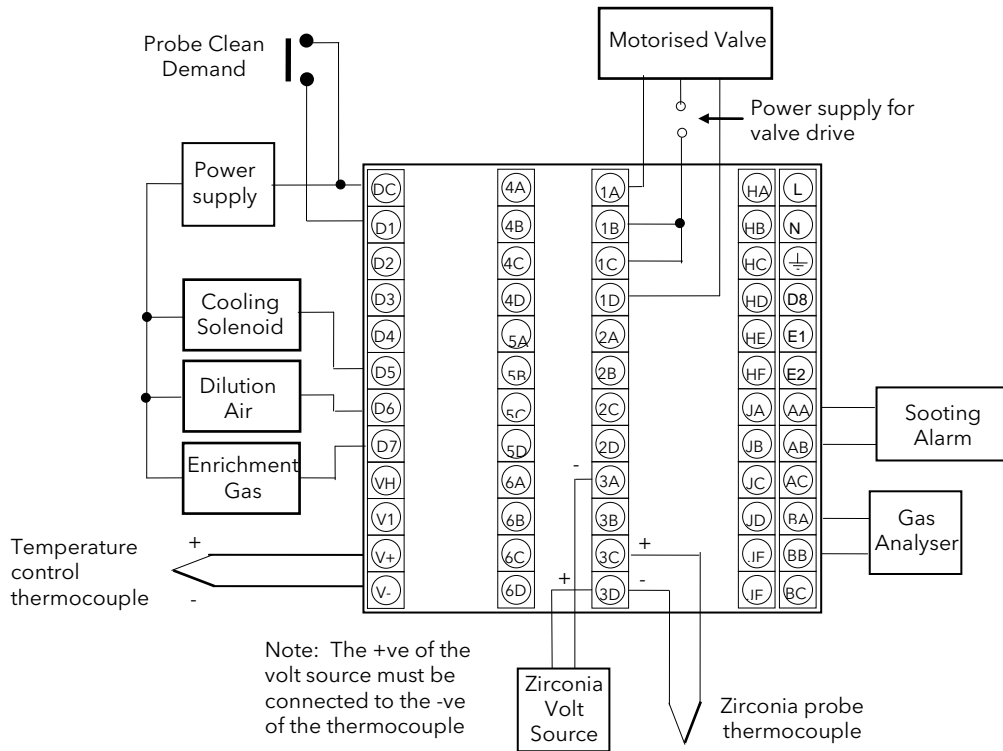 Motorised Valve
Probe Clean
Demand
Power supply for
valve drive
Power
supply
Cooling
Solenoid
Dilution
Air
Enrichment
Gas
Temperature
control
thermocouple
+
-
DC
D1
D2
D3
D4
D5
D6
D7
VH
V1
V+
V-
4A
4B
4C
4D
5A
5B
5C
5D
6A
6B
6C
6D
1A
1B
1C
1D
2A
2B
2C
2D
3A
3B
3C
3D
-
+
+
-
HA
HB
HC
HD
HE
HF
JA
JB
JC
JD
JF
L
N
D8
E1
E2
AA
AB
AC
BA
BB
BC
Sooting
Alarm
Gas
Analyser
Note: The +ve of the
volt source must be
connected to the -ve
of the thermocouple
Zirconia
Volt
Source
Zirconia probe
thermocouple